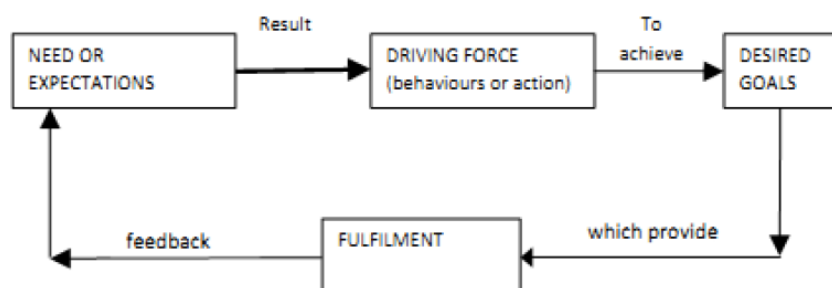 Result
To
achieve
NEED OR
EXPECTATIONS
DRIVING FORCE
(behaviours or action)
DESIRED
GOALS
feedback
FULFILMENT
which provide